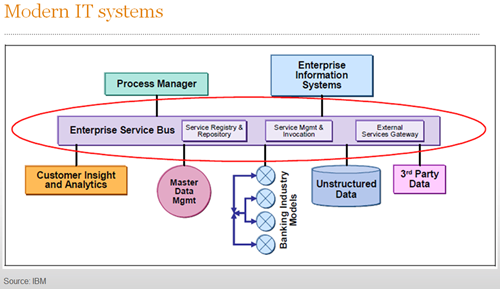 Modern IT systems
Process Manager
Enterprise
Information
Systems
Enterprise Service Bus
Service Registry &
Repository
Service Mgmt &
Invocation
External
Services Gateway
Customer Insight
and Analytics
Master
Data
Mgmt
Banking Industry
Models
Unstructured
Data
3rd Party
Data
Source: IBM